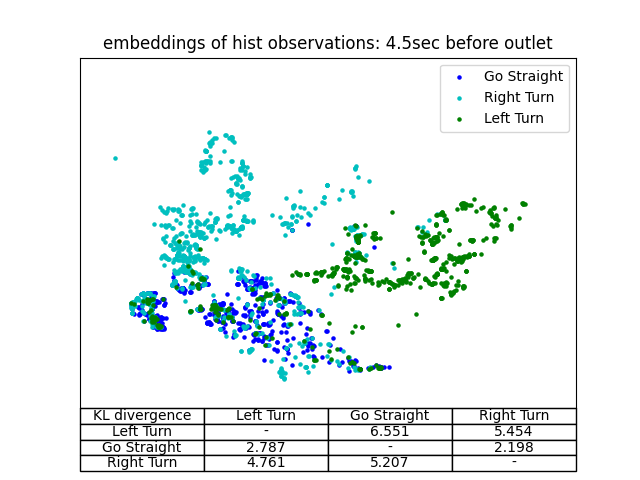 embeddings of hist observations: 4.5sec before outlet
Go Straight
Right Turn
Left Turn
KL divergence Left Turn Go Straight Right Turn
Left Turn - 6.551 5.454
Go Straight 2.787 - 2.198
Right Turn 4.761 5.207 -